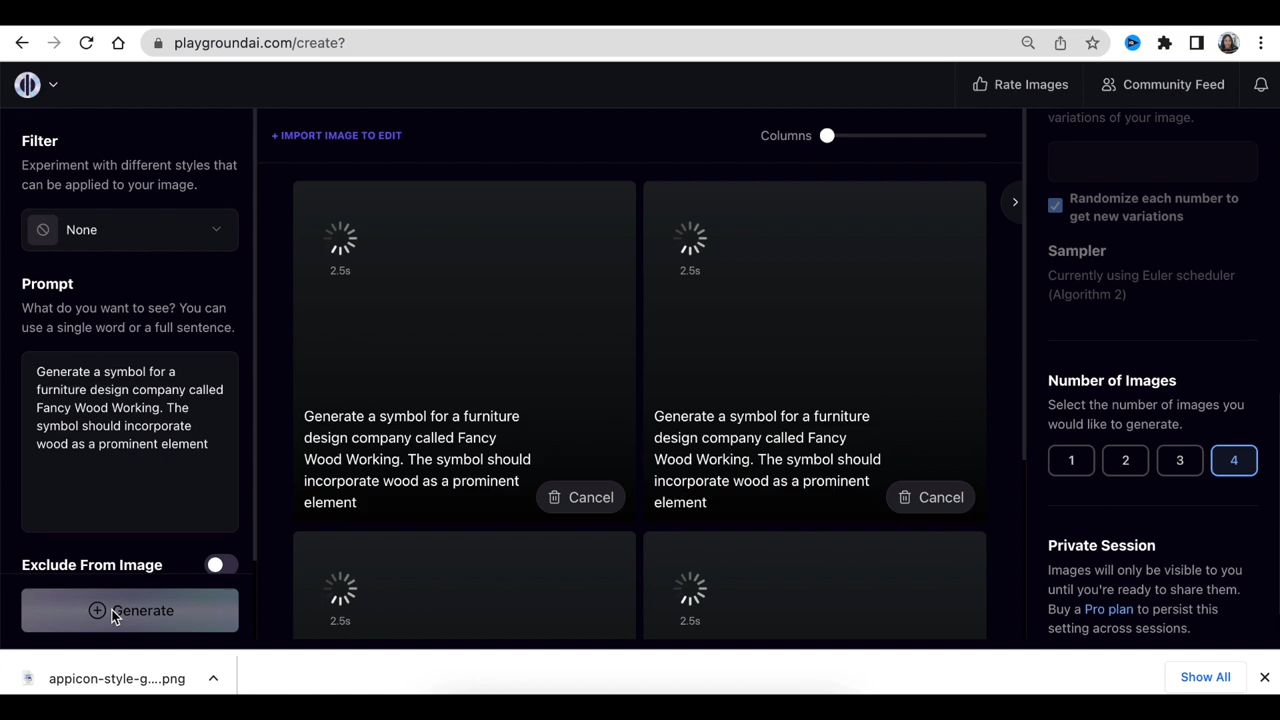 playgroundai.com/create?
Rate Images
Community Feed
Filter
Experiment with different styles that
can be applied to your image.
None
Prompt
What do you want to see? You can
use a single word or a full sentence.
Generate a symbol for a
furniture design company called
Fancy Wood Working. The
symbol should incorporate
wood as a prominent element
Exclude From Image
Generate
+ IMPORT IMAGE TO EDIT
Columns
2.5s
Generate a symbol for a furniture
design company called Fancy
Wood Working. The symbol should
incorporate wood as a prominent
element
Cancel
2.5s
Generate a symbol for a furniture
design company called Fancy
Wood Working. The symbol should
incorporate wood as a prominent
element
Cancel
2.5s
2.5s
variations of your image.
Randomize each number to
get new variations
Sampler
Currently using Euler scheduler
(Algorithm 2)
Number of Images
Select the number of images you
would like to generate.
1
2
3
4
Private Session
Images will only be visible to you
until you're ready to share them.
Buy a Pro plan to persist this
setting across sessions.
appicon-style-g....png
Show All